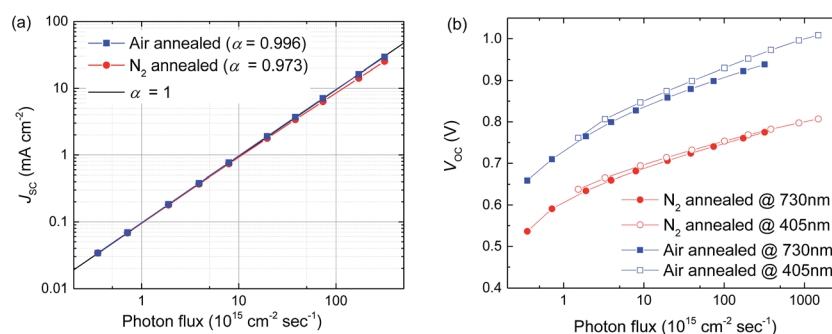 (a)
100
10
1
0.1
0.01
J_SC (mA cm⁻²)
Air annealed (α = 0.996)
N₂ annealed (α = 0.973)
α = 1
1 10 100
Photon flux (10¹⁵ cm⁻² sec⁻¹)
(b)
1.0
0.9
0.8
0.7
0.6
0.5
0.4
V_OC (V)
N₂ annealed @ 730nm
N₂ annealed @ 405nm
Air annealed @ 730nm
Air annealed @ 405nm
1 10 100 1000
Photon flux (10¹⁵ cm⁻² sec⁻¹)